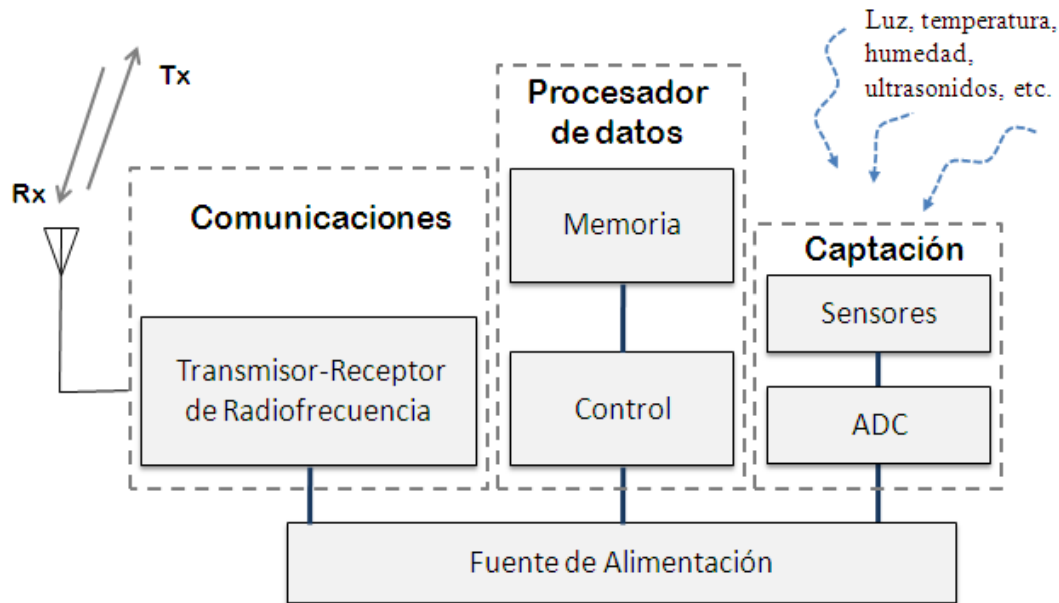 Tx
Rx
Comunicaciones
Transmisor-Receptor
de Radiofrecuencia
Procesador
de datos
Memoria
Control
Luz, temperatura,
humedad,
ultrasonidos, etc.
Captación
Sensores
ADC
Fuente de Alimentación